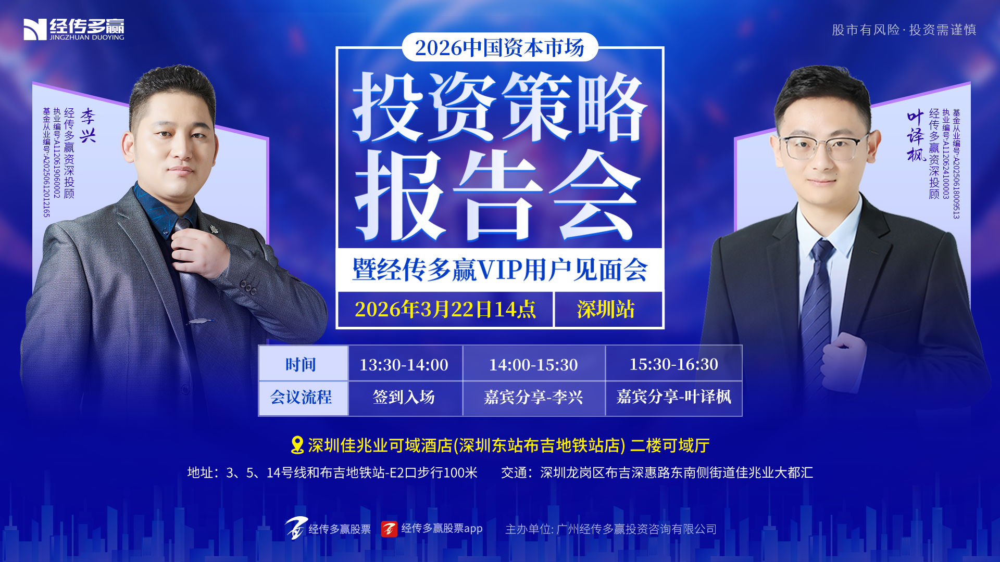 经传多赢
JINGZHUAN DUOYING
股市有风险·投资需谨慎
2026中国资本市场
投资策略
报告会
暨经传多赢VIP用户见面会
2026年3月22日14点
深圳站
李兴
经传多赢资深投顾
执业编号:A1120619060002
基金从业编号:A20250612012165
叶译枫
经传多赢资深投顾
执业编号:A1120624100003
基金从业编号:A20250618009513
时间 13:30-14:00 14:00-15:30 15:30-16:30
会议流程 签到入场 嘉宾分享-李兴 嘉宾分享-叶译枫
深圳佳兆业可域酒店(深圳东站布吉地铁站店) 二楼可域厅
地址：3、5、14号线和布吉地铁站-E2口步行100米 交通：深圳龙岗区布吉深惠路东南侧街道佳兆业大都汇
经传多赢股票 经传多赢股票app 主办单位: 广州经传多赢投资咨询有限公司